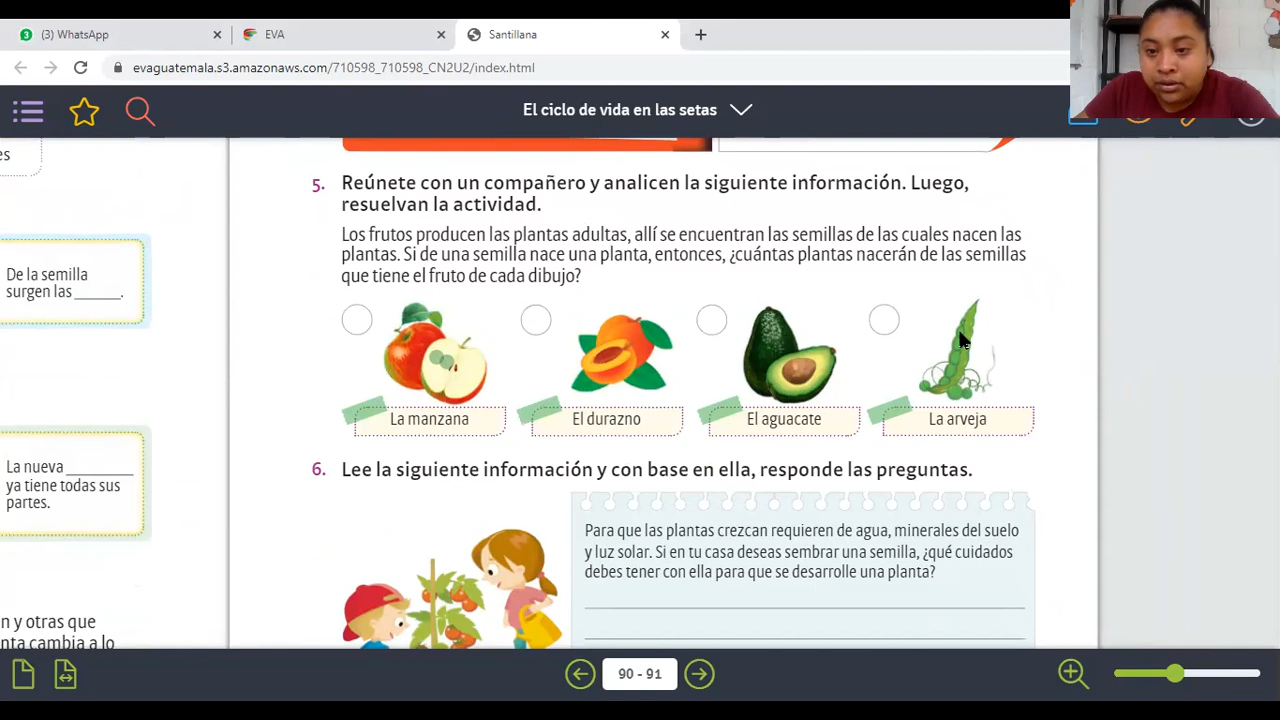 3
(3) WhatsApp
EVA
Santillana
evaguatemala.s3.amazonaws.com/710598_710598_CN2U2/index.html
El ciclo de vida en las setas
es
De la semilla
surgen las ______.
La nueva ________
ya tiene todas sus
partes.
n y otras que
nta cambia a lo
5. Reúnete con un compañero y analicen la siguiente información. Luego,
resuelvan la actividad.
Los frutos producen las plantas adultas, allí se encuentran las semillas de las cuales nacen las
plantas. Si de una semilla nace una planta, entonces, ¿cuántas plantas nacerán de las semillas
que tiene el fruto de cada dibujo?
La manzana
El durazno
El aguacate
La arveja
6. Lee la siguiente información y con base en ella, responde las preguntas.
Para que las plantas crezcan requieren de agua, minerales del suelo
y luz solar. Si en tu casa deseas sembrar una semilla, ¿qué cuidados
debes tener con ella para que se desarrolle una planta?
90 - 91